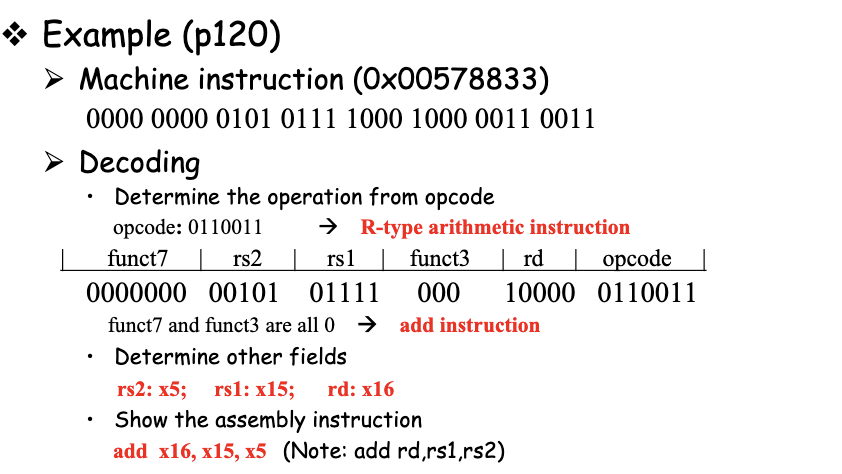 ❖ Example (p120)
➢ Machine instruction (0x00578833)
0000 0000 0101 0111 1000 1000 0011 0011
➢ Decoding
• Determine the operation from opcode
opcode: 0110011 → R-type arithmetic instruction
| funct7 | rs2 | rs1 | funct3 | rd | opcode |
0000000 00101 01111 000 10000 0110011
funct7 and funct3 are all 0 → add instruction
• Determine other fields
rs2: x5; rs1: x15; rd: x16
• Show the assembly instruction
add x16, x15, x5 (Note: add rd,rs1,rs2)